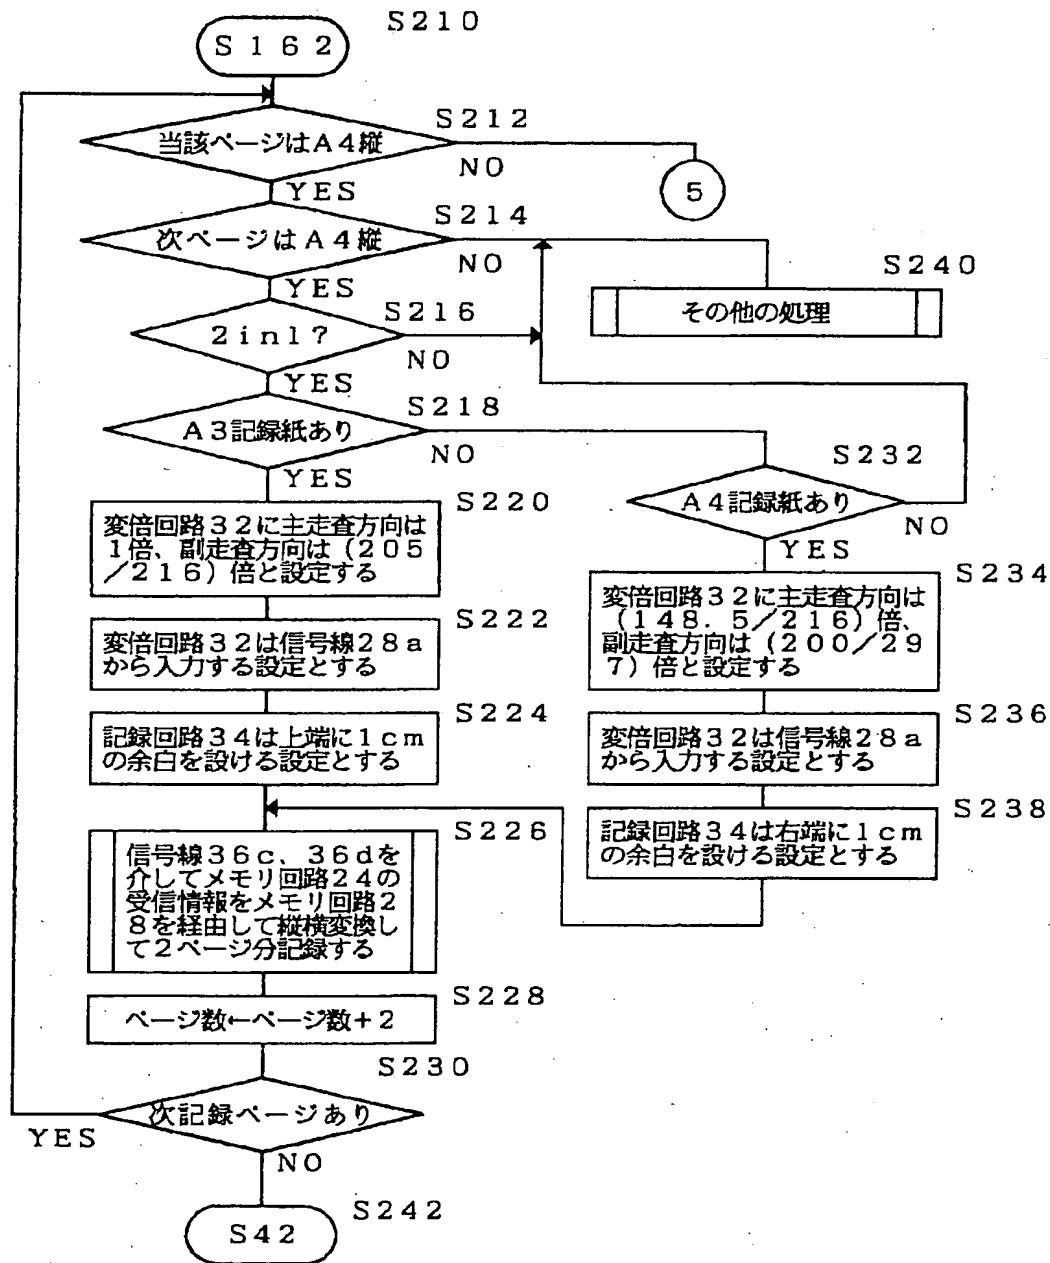 S210
S162
S212
当該ページはA4縦
NO
5
YES
S214
次ページはA4縦
NO
S240
その他の処理
YES
S216
2in1?
NO
YES
S218
A3記録紙あり
NO
YES
S232
A4記録紙あり
NO
YES
S220
変倍回路32に主走査方向は
1倍、副走査方向は(205
/216)倍と設定する
S222
変倍回路32は信号線28a
から入力する設定とする
S224
記録回路34は上端に1cm
の余白を設ける設定とする
S234
変倍回路32に主走査方向は
(148.5/216)倍、
副走査方向は(200/29
7)倍と設定する
S236
変倍回路32は信号線28a
から入力する設定とする
S238
記録回路34は右端に1cm
の余白を設ける設定とする
S226
信号線36c、36dを
介してメモリ回路24の
受信情報をメモリ回路2
8を経由して縦横変換し
て2ページ分記録する
S228
ページ数←ページ数+2
S230
次記録ページあり
YES
NO
S242
S42